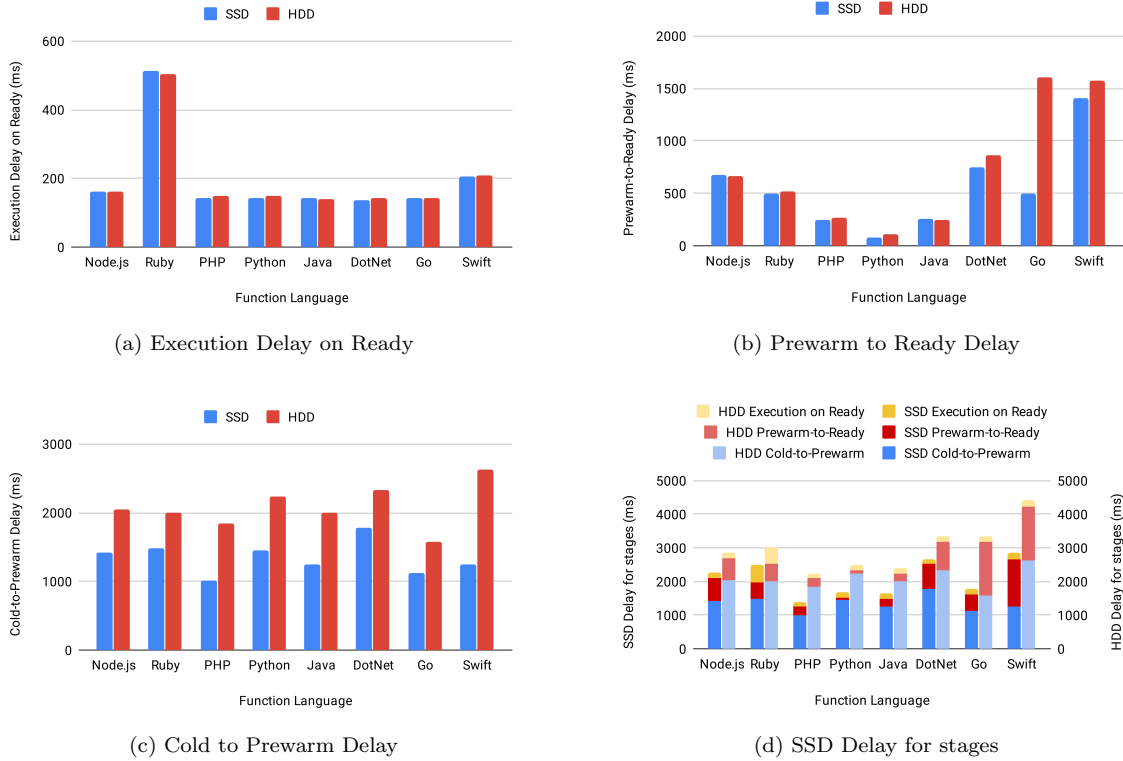 SSD HDD
Execution Delay on Ready (ms)
600
400
200
0
Node.js Ruby PHP Python Java DotNet Go Swift
Function Language
(a) Execution Delay on Ready
SSD HDD
Prewarm-to-Ready Delay (ms)
2000
1500
1000
500
0
Node.js Ruby PHP Python Java DotNet Go Swift
Function Language
(b) Prewarm to Ready Delay
SSD HDD
Cold-to-Prewarm Delay (ms)
3000
2000
1000
0
Node.js Ruby PHP Python Java DotNet Go Swift
Function Language
(c) Cold to Prewarm Delay
HDD Execution on Ready SSD Execution on Ready
HDD Prewarm-to-Ready SSD Prewarm-to-Ready
HDD Cold-to-Prewarm SSD Cold-to-Prewarm
SSD Delay for stages (ms)
5000 5000
4000 4000
3000 3000
2000 2000
1000 1000
0 0
HDD Delay for stages (ms)
Node.js Ruby PHP Python Java DotNet Go Swift
Function Language
(d) SSD Delay for stages